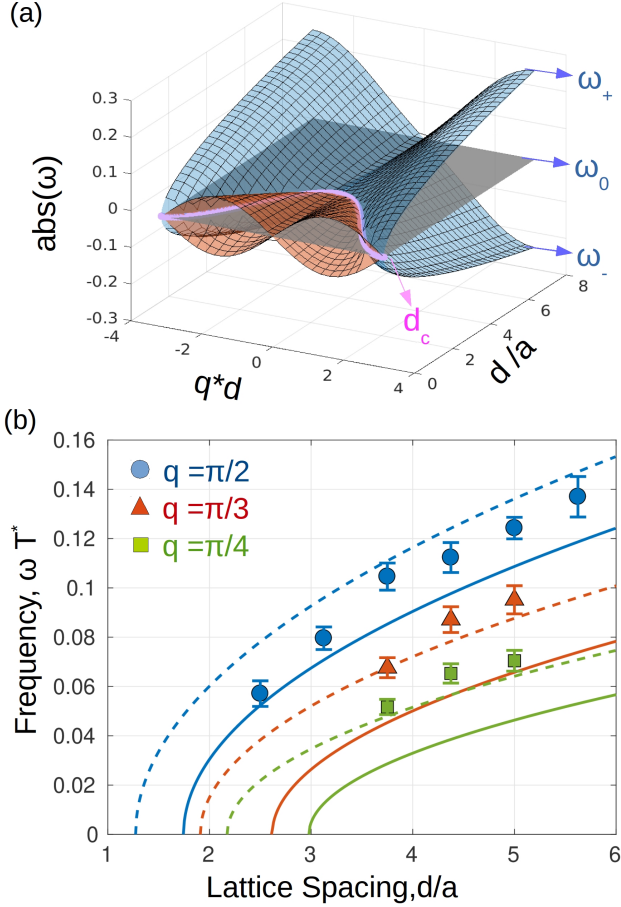 (a)
0.3
0.2
0.1
0
-0.1
-0.2
-0.3
abs(ω)
-4
-2
0
2
4
q*d
0
2
4
6
8
d /a
ω+
ω0
ω-
dc
(b)
0.16
0.14
0.12
0.1
0.08
0.06
0.04
0.02
0
Frequency, ω T*
q =π/2
q =π/3
q =π/4
1 2 3 4 5 6
Lattice Spacing,d/a